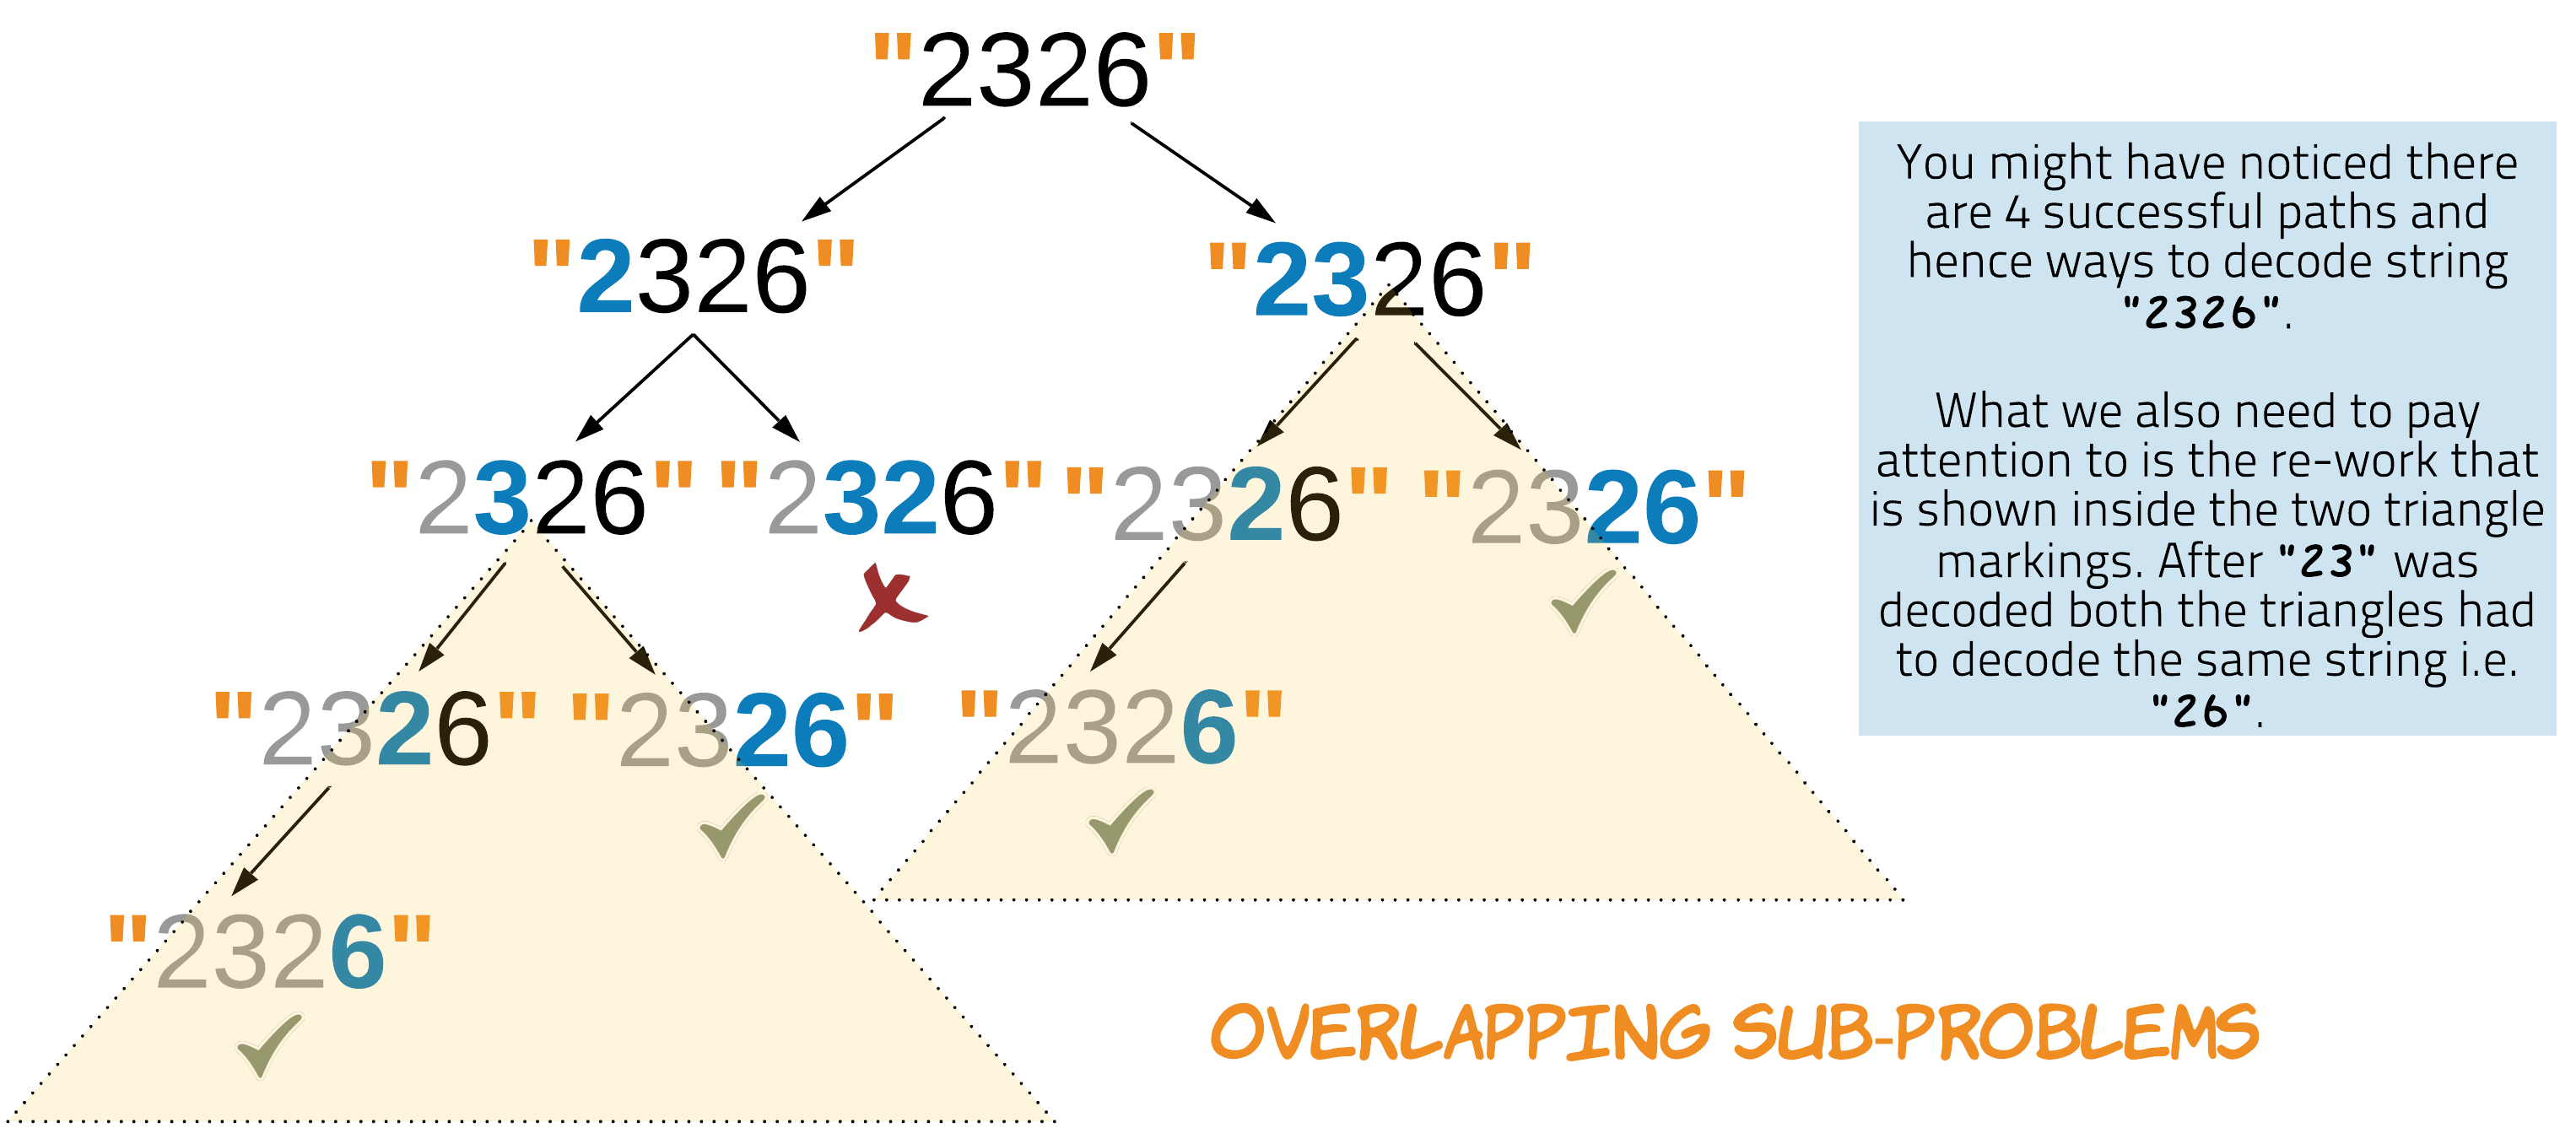 "2326"
"2326" "2326"
"2326" "2326" "2326" "2326"
"2326" "2326" "2326"
"2326"
You might have noticed there
are 4 successful paths and
hence ways to decode string
"2326".
What we also need to pay
attention to is the re-work that
is shown inside the two triangle
markings. After "23" was
decoded both the triangles had
to decode the same string i.e.
"26".
OVERLAPPING SUB-PROBLEMS